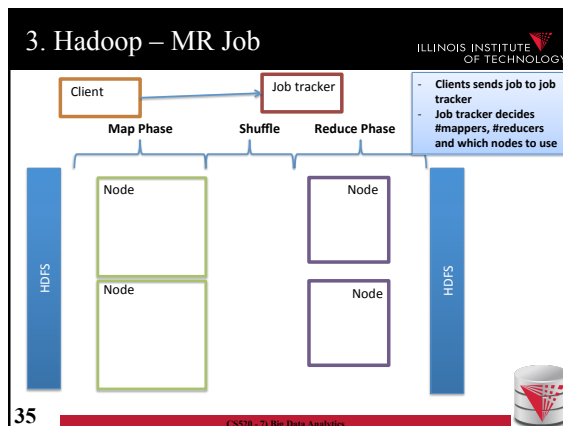 3. Hadoop – MR Job
ILLINOIS INSTITUTE
OF TECHNOLOGY
Client
Job tracker
- Clients sends job to job
tracker
- Job tracker decides
#mappers, #reducers
and which nodes to use
Map Phase
Shuffle
Reduce Phase
HDFS
Node
Node
Node
Node
HDFS
35
CS520 - 7) Big Data Analytics